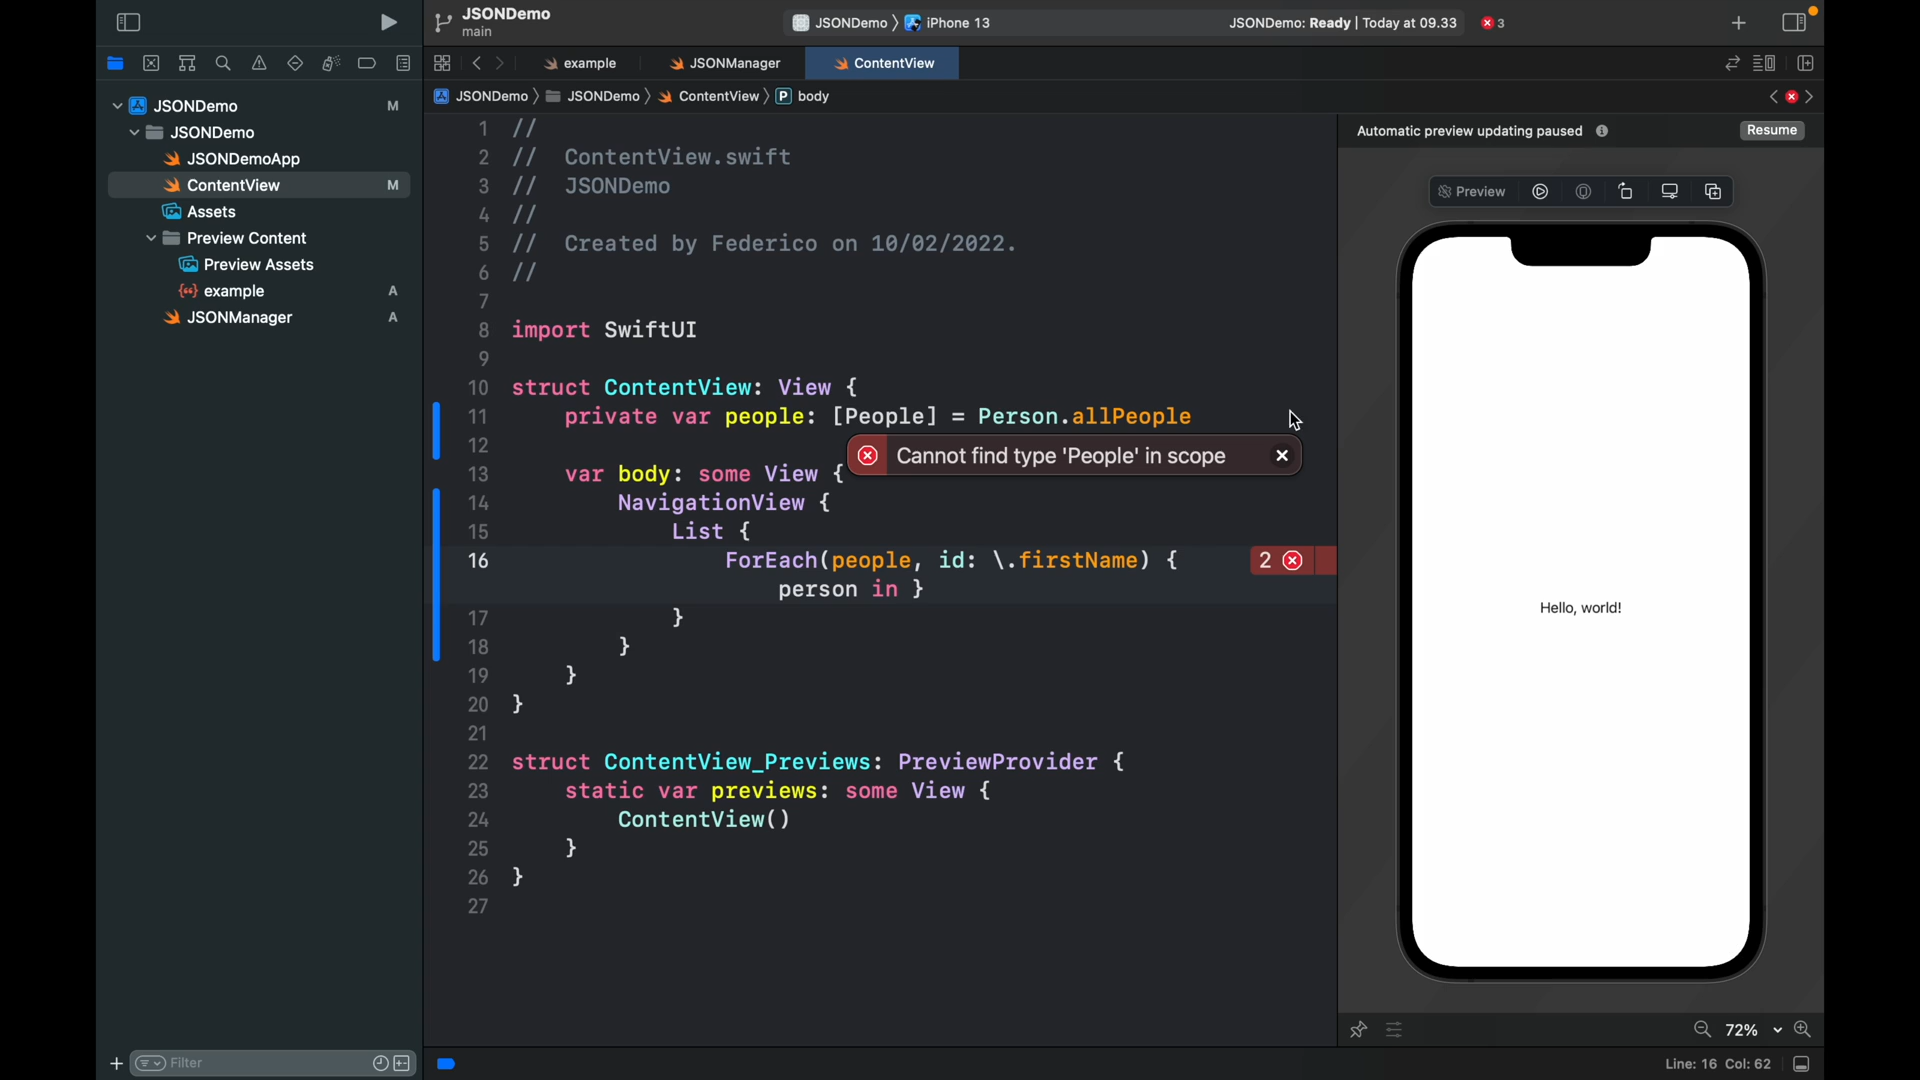 JSONDemo
main
JSONDemo 〉 iPhone 13
JSONDemo: Ready | Today at 09.33
3
example
JSONManager
ContentView
JSONDemo 〉 JSONDemo 〉 ContentView 〉 P body
JSONDemo M
JSONDemo
JSONDemoApp
ContentView M
Assets
Preview Content
Preview Assets
example A
JSONManager A
Filter
1 //
2 //  ContentView.swift
3 //  JSONDemo
4 //
5 //  Created by Federico on 10/02/2022.
6 //
7
8 import SwiftUI
9
10 struct ContentView: View {
11     private var people: [People] = Person.allPeople
12
Cannot find type 'People' in scope
13     var body: some View {
14         NavigationView {
15             List {
16                 ForEach(people, id: \.firstName) {
2
person in }
17             }
18         }
19     }
20 }
21
22 struct ContentView_Previews: PreviewProvider {
23     static var previews: some View {
24         ContentView()
25     }
26 }
27
Automatic preview updating paused
Resume
Preview
Hello, world!
72%
Line: 16 Col: 62